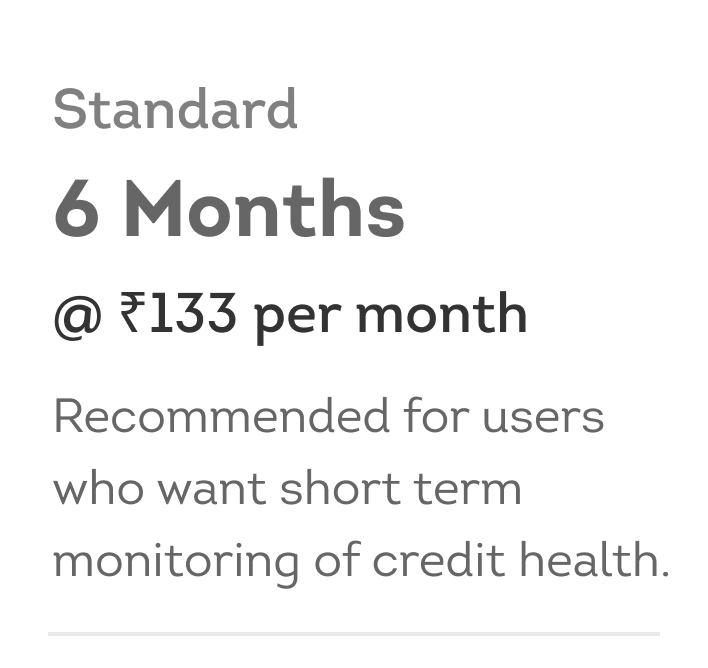 Standard
6 Months
@ ₹133 per month
Recommended for users
who want short term
monitoring of credit health.